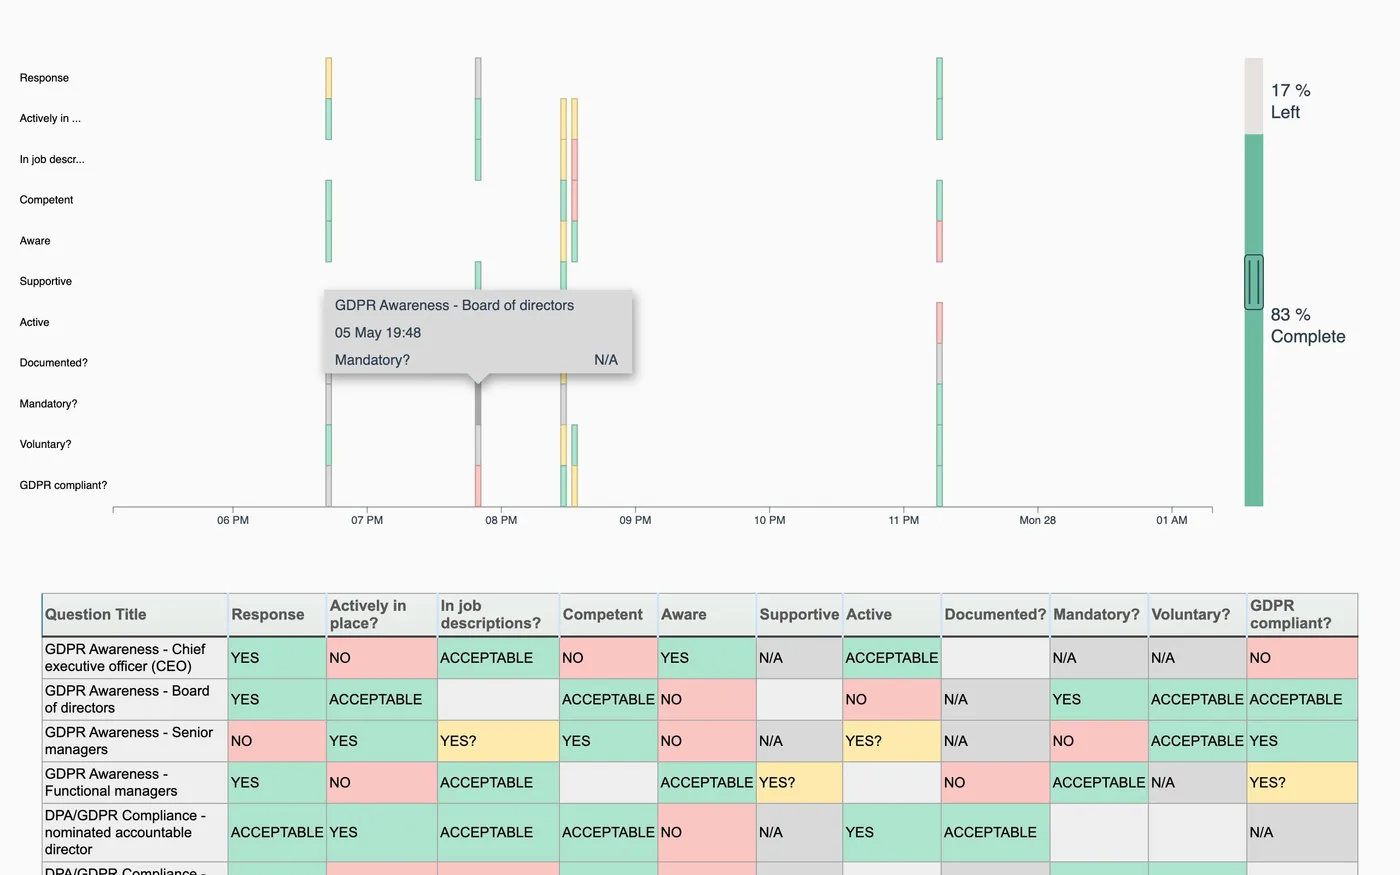 Response
Actively in ...
In job descr...
Competent
Aware
Supportive
Active
Documented?
Mandatory?
Voluntary?
GDPR compliant?
GDPR Awareness - Board of directors
05 May 19:48
Mandatory? N/A
06 PM 07 PM 08 PM 09 PM 10 PM 11 PM Mon 28 01 AM
17 %
Left
83 %
Complete
Question Title Response Actively in place? In job descriptions? Competent Aware Supportive Active Documented? Mandatory? Voluntary? GDPR compliant?
GDPR Awareness - Chief executive officer (CEO) YES NO ACCEPTABLE NO YES N/A ACCEPTABLE N/A N/A NO
GDPR Awareness - Board of directors YES ACCEPTABLE ACCEPTABLE NO NO N/A YES ACCEPTABLE ACCEPTABLE
GDPR Awareness - Senior managers NO YES YES? YES NO N/A YES? N/A NO ACCEPTABLE YES
GDPR Awareness - Functional managers YES NO ACCEPTABLE ACCEPTABLE YES? NO ACCEPTABLE N/A YES?
DPA/GDPR Compliance - nominated accountable director ACCEPTABLE YES ACCEPTABLE ACCEPTABLE NO N/A YES ACCEPTABLE N/A
DPA/GDPR Compliance -